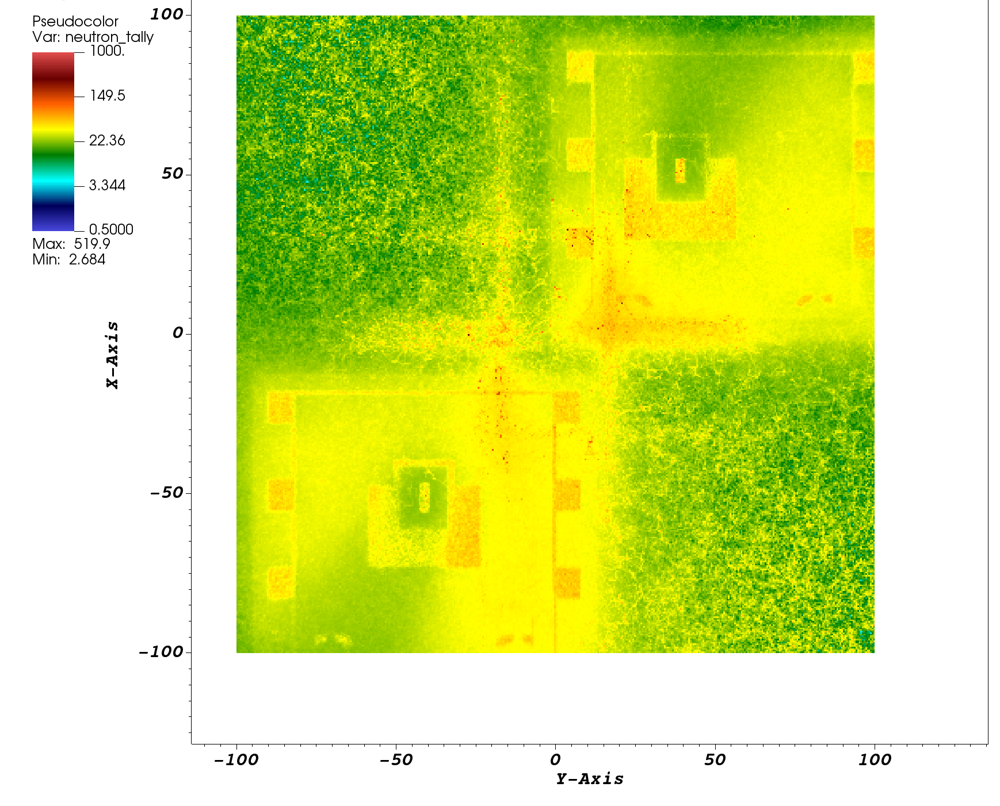 Pseudocolor
Var: neutron_tally
1000.
149.5
22.36
3.344
0.5000
Max: 519.9
Min: 2.684
100
50
0
-50
-100
X-Axis
-100
-50
0
50
100
Y-Axis